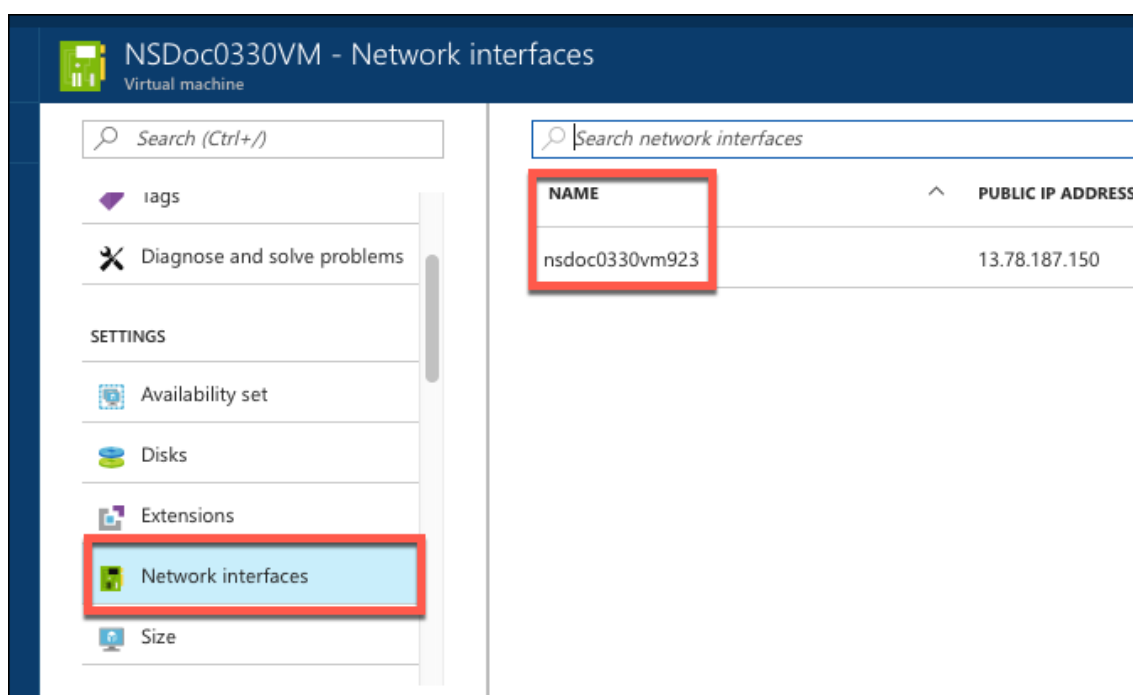 NSDoc0330VM - Network interfaces
Virtual machine
Search (Ctrl+/)
Tags
Diagnose and solve problems
SETTINGS
Availability set
Disks
Extensions
Network interfaces
Size
Search network interfaces
NAME PUBLIC IP ADDRESS
nsdoc0330vm923 13.78.187.150